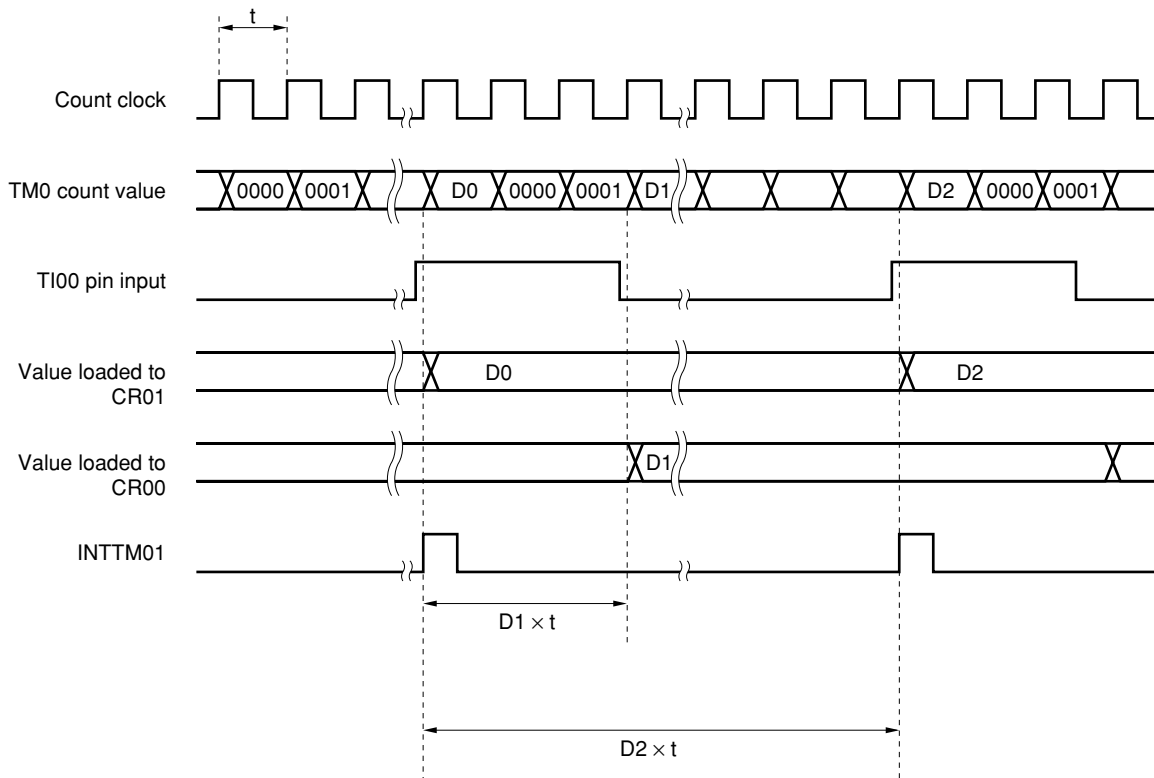 t
Count clock
TM0 count value 0000 0001 D0 0000 0001 D1 D2 0000 0001
TI00 pin input
Value loaded to
CR01
D0 D2
Value loaded to
CR00
D1
INTTM01
D1 × t
D2 × t